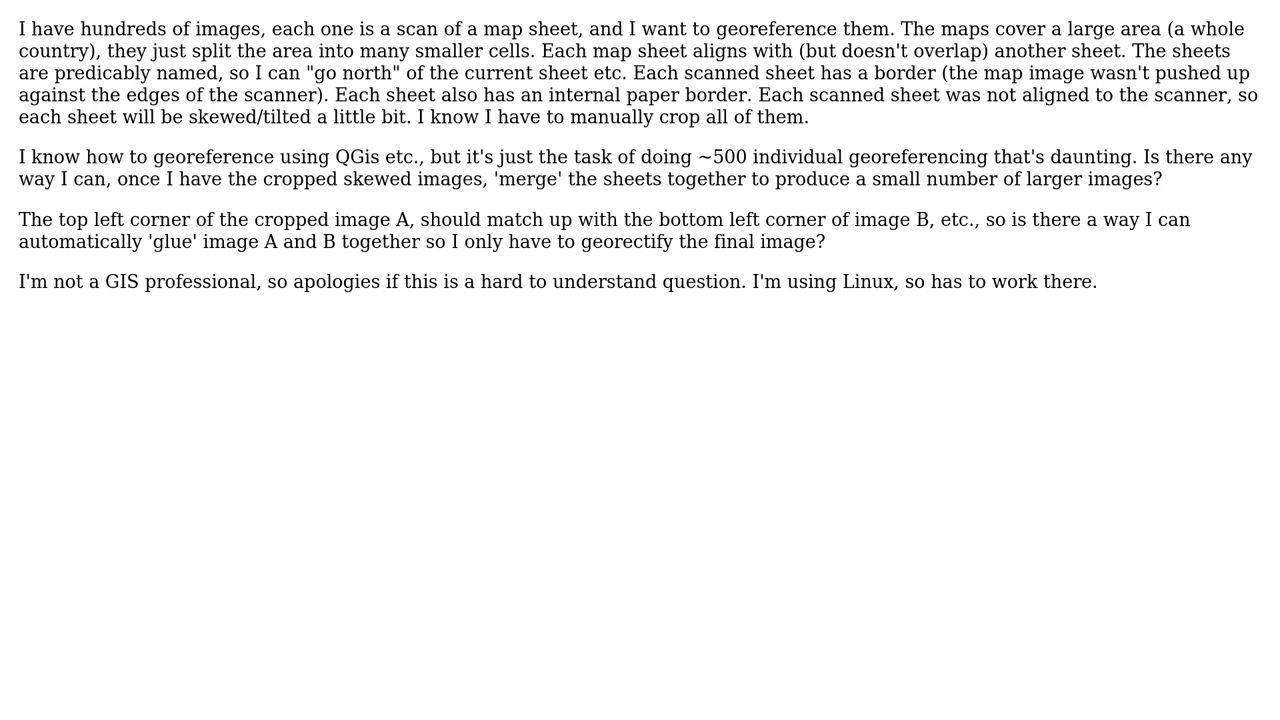 I have hundreds of images, each one is a scan of a map sheet, and I want to georeference them. The maps cover a large area (a whole
country), they just split the area into many smaller cells. Each map sheet aligns with (but doesn't overlap) another sheet. The sheets
are predicably named, so I can "go north" of the current sheet etc. Each scanned sheet has a border (the map image wasn't pushed up
against the edges of the scanner). Each sheet also has an internal paper border. Each scanned sheet was not aligned to the scanner, so
each sheet will be skewed/tilted a little bit. I know I have to manually crop all of them.
I know how to georeference using QGis etc., but it's just the task of doing ~500 individual georeferencing that's daunting. Is there any
way I can, once I have the cropped skewed images, 'merge' the sheets together to produce a small number of larger images?
The top left corner of the cropped image A, should match up with the bottom left corner of image B, etc., so is there a way I can
automatically 'glue' image A and B together so I only have to georectify the final image?
I'm not a GIS professional, so apologies if this is a hard to understand question. I'm using Linux, so has to work there.